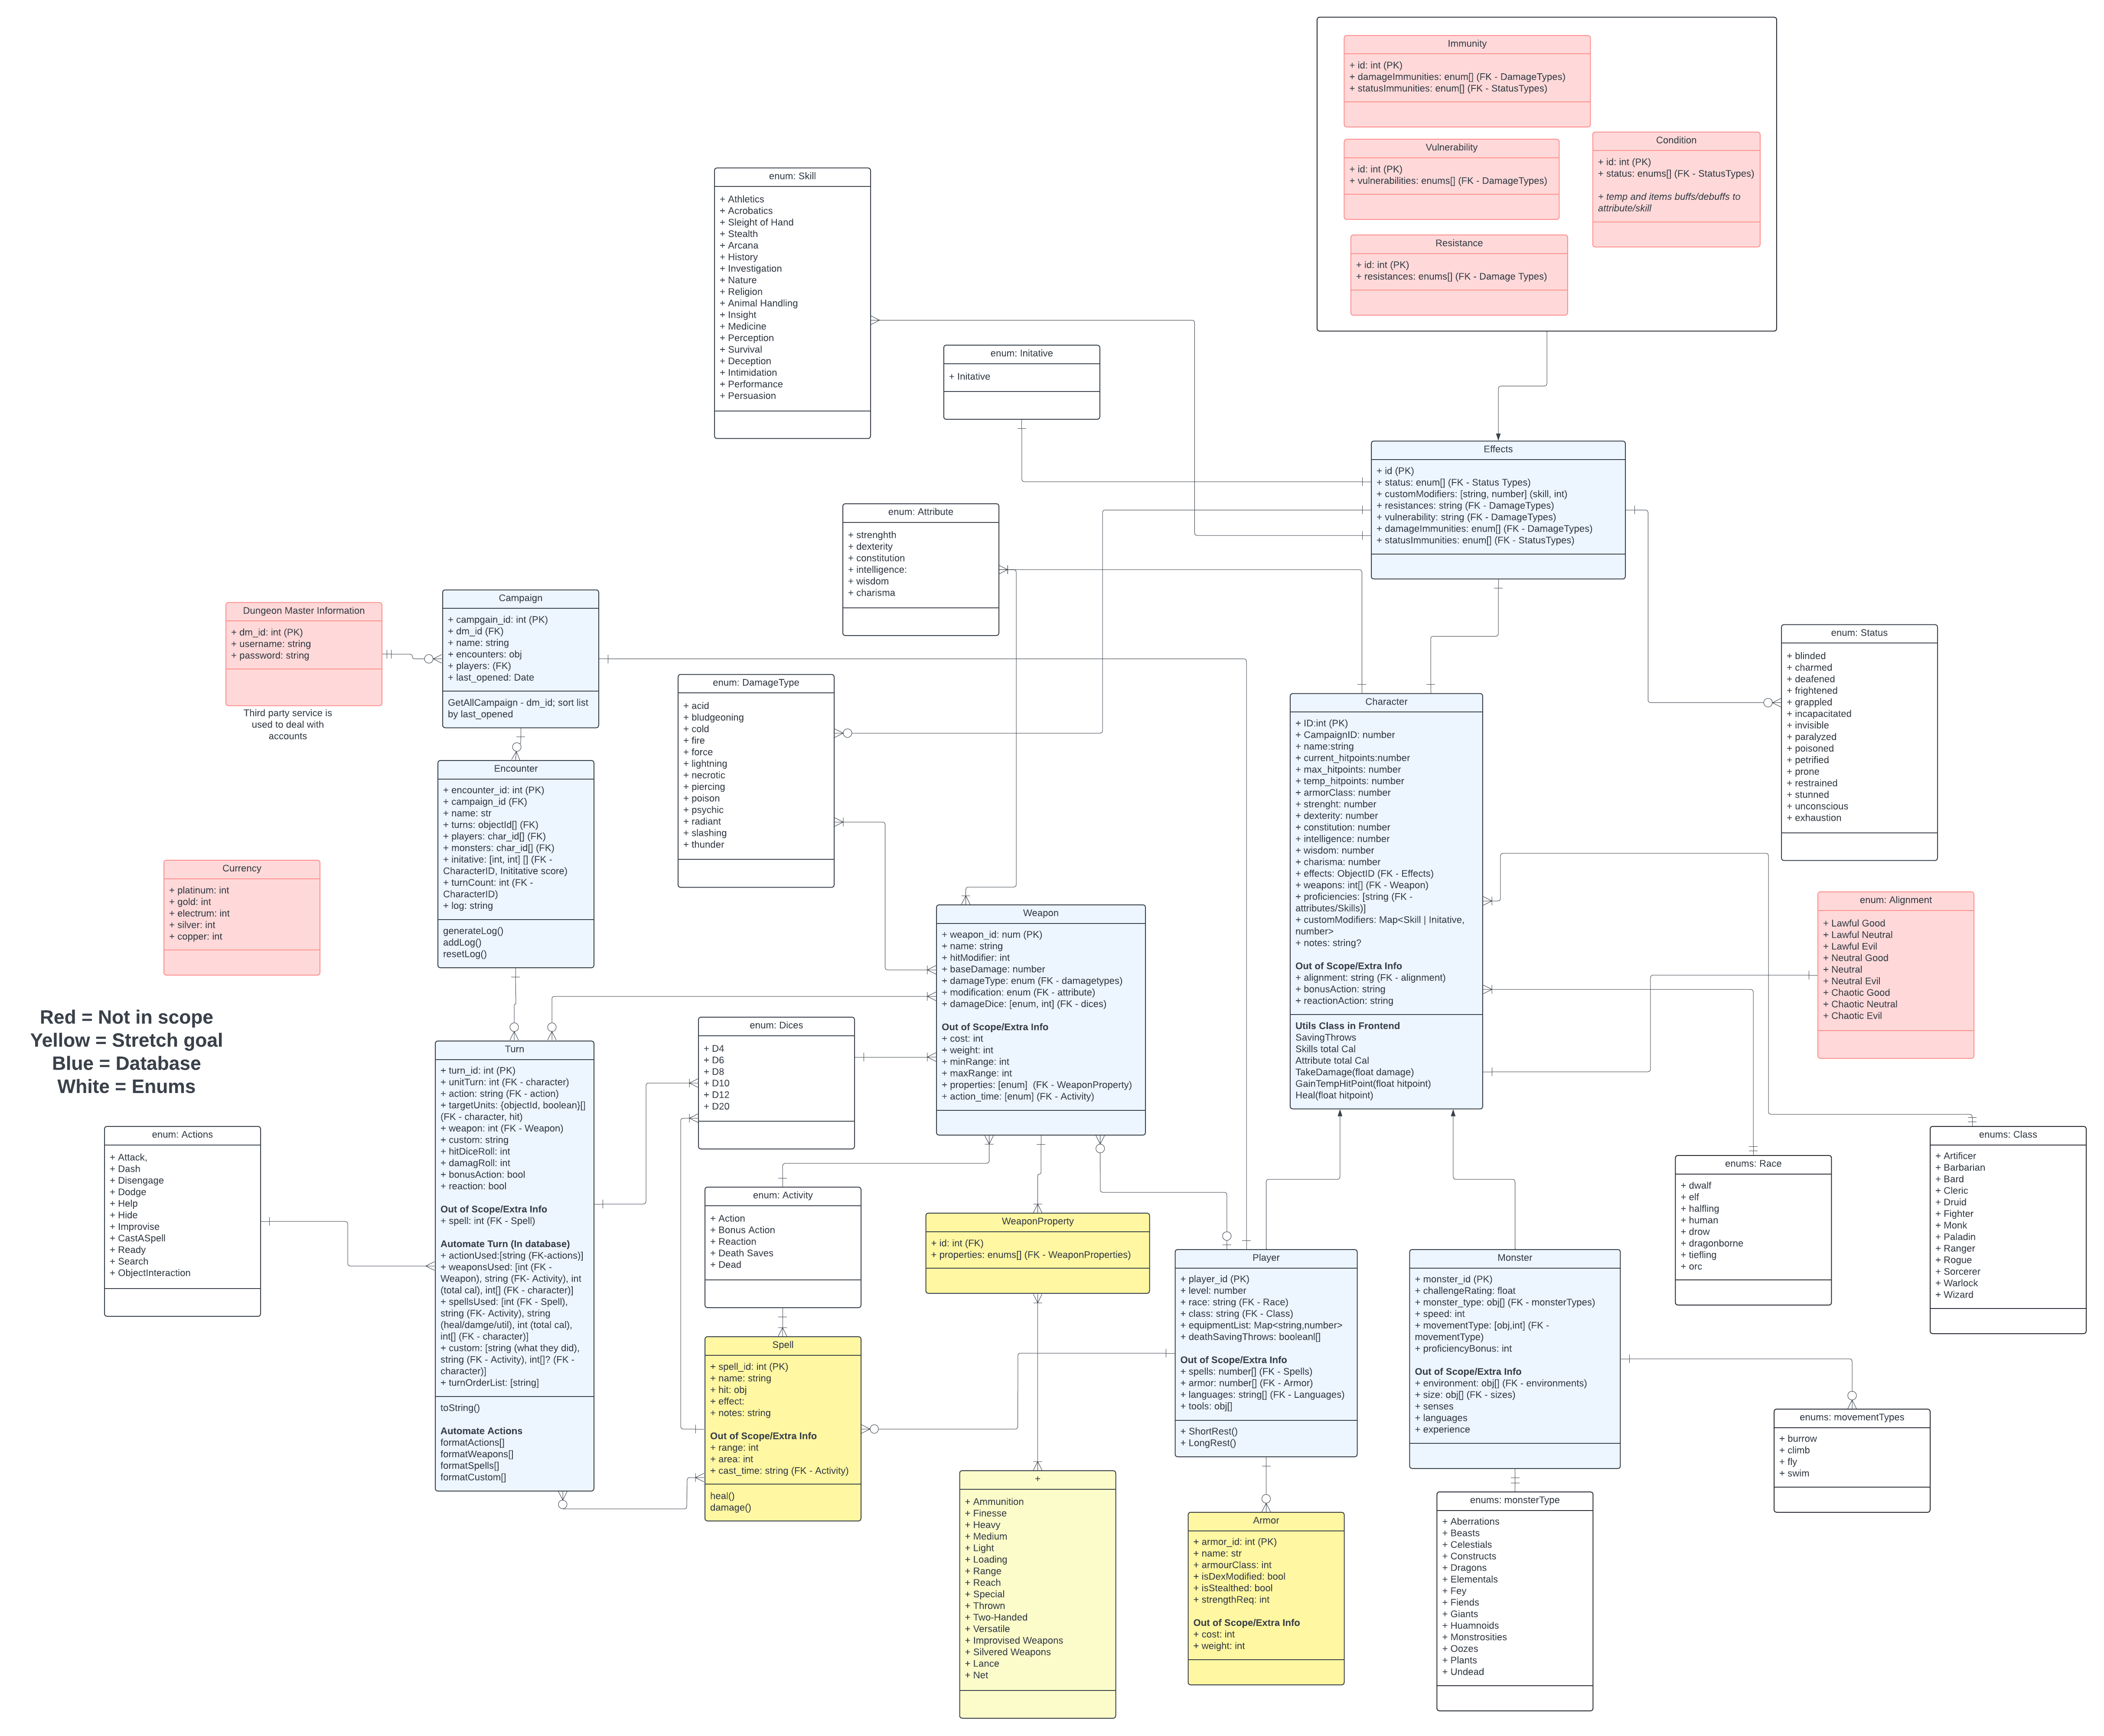 Immunity
+ id: int (PK)
+ damageImmunities: enum[] (FK - DamageTypes)
+ statusImmunities: enum[] (FK - StatusTypes)
Vulnerability
+ id: int (PK)
+ vulnerabilities: enums[] (FK - DamageTypes)
Condition
+ id: int (PK)
+ status: enums[] (FK - StatusTypes)
+ temp and items buffs/debuffs to
attribute/skill
Resistance
+ id: int (PK)
+ resistances: enums[] (FK - Damage Types)
enum: Skill
+ Athletics
+ Acrobatics
+ Sleight of Hand
+ Stealth
+ Arcana
+ History
+ Investigation
+ Nature
+ Religion
+ Animal Handling
+ Insight
+ Medicine
+ Perception
+ Survival
+ Deception
+ Intimidation
+ Performance
+ Persuasion
enum: Initative
+ Initative
Effects
+ id (PK)
+ status: enum[] (FK - Status Types)
+ customModifiers: [string, number] (skill, int)
+ resistances: string (FK - DamageTypes)
+ vulnerability: string (FK - DamageTypes)
+ damageImmunities: enum[] (FK - DamageTypes)
+ statusImmunities: enum[] (FK - StatusTypes)
enum: Attribute
+ strenghth
+ dexterity
+ constitution
+ intelligence:
+ wisdom
+ charisma
Dungeon Master Information
+ dm_id: int (PK)
+ username: string
+ password: string
Third party service is
used to deal with
accounts
Campaign
+ campgain_id: int (PK)
+ dm_id (FK)
+ name: string
+ encounters: obj
+ players: (FK)
+ last_opened: Date
GetAllCampaign - dm_id; sort list
by last_opened
enum: DamageType
+ acid
+ bludgeoning
+ cold
+ fire
+ force
+ lightning
+ necrotic
+ piercing
+ poison
+ psychic
+ radiant
+ slashing
+ thunder
enum: Status
+ blinded
+ charmed
+ deafened
+ frightened
+ grappled
+ incapacitated
+ invisible
+ paralyzed
+ poisoned
+ petrified
+ prone
+ restrained
+ stunned
+ unconscious
+ exhaustion
Character
+ ID:int (PK)
+ CampaignID: number
+ name:string
+ current_hitpoints:number
+ max_hitpoints: number
+ temp_hitpoints: number
+ armorClass: number
+ strenght: number
+ dexterity: number
+ constitution: number
+ intelligence: number
+ wisdom: number
+ charisma: number
+ effects: ObjectID (FK - Effects)
+ weapons: int[] (FK - Weapon)
+ proficiencies: [string (FK -
attributes/Skills)]
+ customModifiers: Map<Skill | Initative,
number>
+ notes: string?
Out of Scope/Extra Info
+ alignment: string (FK - alignment)
+ bonusAction: string
+ reactionAction: string
Utils Class in Frontend
SavingThrows
Skills total Cal
Attribute total Cal
TakeDamage(float damage)
GainTempHitPoint(float hitpoint)
Heal(float hitpoint)
Encounter
+ encounter_id: int (PK)
+ campaign_id (FK)
+ name: str
+ turns: objectId[] (FK)
+ players: char_id[] (FK)
+ monsters: char_id[] (FK)
+ initative: [int, int] [] (FK -
CharacterID, Inititative score)
+ turnCount: int (FK -
CharacterID)
+ log: string
generateLog()
addLog()
resetLog()
Currency
+ platinum: int
+ gold: int
+ electrum: int
+ silver: int
+ copper: int
enum: Alignment
+ Lawful Good
+ Lawful Neutral
+ Lawful Evil
+ Neutral Good
+ Neutral
+ Neutral Evil
+ Chaotic Good
+ Chaotic Neutral
+ Chaotic Evil
Weapon
+ weapon_id: num (PK)
+ name: string
+ hitModifier: int
+ baseDamage: number
+ damageType: enum (FK - damagetypes)
+ modification: enum (FK - attribute)
+ damageDice: [enum, int] (FK - dices)
Out of Scope/Extra Info
+ cost: int
+ weight: int
+ minRange: int
+ maxRange: int
+ properties: [enum]  (FK - WeaponProperty)
+ action_time: [enum] (FK - Activity)
Red = Not in scope
Yellow = Stretch goal
Blue = Database
White = Enums
enum: Dices
+ D4
+ D6
+ D8
+ D10
+ D12
+ D20
Turn
+ turn_id: int (PK)
+ unitTurn: int (FK - character)
+ action: string (FK - action)
+ targetUnits: {objectId, boolean}[]
(FK - character, hit)
+ weapon: int (FK - Weapon)
+ custom: string
+ hitDiceRoll: int
+ damagRoll: int
+ bonusAction: bool
+ reaction: bool
Out of Scope/Extra Info
+ spell: int (FK - Spell)
Automate Turn (In database)
+ actionUsed:[string (FK-actions)]
+ weaponsUsed: [int (FK -
Weapon), string (FK- Activity), int
(total cal), int[] (FK - character)]
+ spellsUsed: [int (FK - Spell),
string (FK- Activity), string
(heal/damge/util), int (total cal),
int[] (FK - character)]
+ custom: [string (what they did),
string (FK - Activity), int[]? (FK -
character)]
+ turnOrderList: [string]
toString()
Automate Actions
formatActions[]
formatWeapons[]
formatSpells[]
formatCustom[]
enum: Actions
+ Attack,
+ Dash
+ Disengage
+ Dodge
+ Help
+ Hide
+ Improvise
+ CastASpell
+ Ready
+ Search
+ ObjectInteraction
enum: Activity
+ Action
+ Bonus Action
+ Reaction
+ Death Saves
+ Dead
WeaponProperty
+ id: int (FK)
+ properties: enums[] (FK - WeaponProperties)
enums: Race
+ dwalf
+ elf
+ halfling
+ human
+ drow
+ dragonborne
+ tiefling
+ orc
enums: Class
+ Artificer
+ Barbarian
+ Bard
+ Cleric
+ Druid
+ Fighter
+ Monk
+ Paladin
+ Ranger
+ Rogue
+ Sorcerer
+ Warlock
+ Wizard
Spell
+ spell_id: int (PK)
+ name: string
+ hit: obj
+ effect:
+ notes: string
Out of Scope/Extra Info
+ range: int
+ area: int
+ cast_time: string (FK - Activity)
heal()
damage()
Player
+ player_id (PK)
+ level: number
+ race: string (FK - Race)
+ class: string (FK - Class)
+ equipmentList: Map<string,number>
+ deathSavingThrows: booleanl[]
Out of Scope/Extra Info
+ spells: number[] (FK - Spells)
+ armor: number[] (FK - Armor)
+ languages: string[] (FK - Languages)
+ tools: obj[]
+ ShortRest()
+ LongRest()
Monster
+ monster_id (PK)
+ challengeRating: float
+ monster_type: obj[] (FK - monsterTypes)
+ speed: int
+ movementType: [obj,int] (FK -
movementType)
+ proficiencyBonus: int
Out of Scope/Extra Info
+ environment: obj[] (FK - environments)
+ size: obj[] (FK - sizes)
+ senses
+ languages
+ experience
enums: movementTypes
+ burrow
+ climb
+ fly
+ swim
+
+ Ammunition
+ Finesse
+ Heavy
+ Medium
+ Light
+ Loading
+ Range
+ Reach
+ Special
+ Thrown
+ Two-Handed
+ Versatile
+ Improvised Weapons
+ Silvered Weapons
+ Lance
+ Net
Armor
+ armor_id: int (PK)
+ name: str
+ armourClass: int
+ isDexModified: bool
+ isStealthed: bool
+ strengthReq: int
Out of Scope/Extra Info
+ cost: int
+ weight: int
enums: monsterType
+ Aberrations
+ Beasts
+ Celestials
+ Constructs
+ Dragons
+ Elementals
+ Fey
+ Fiends
+ Giants
+ Huamnoids
+ Monstrosities
+ Oozes
+ Plants
+ Undead